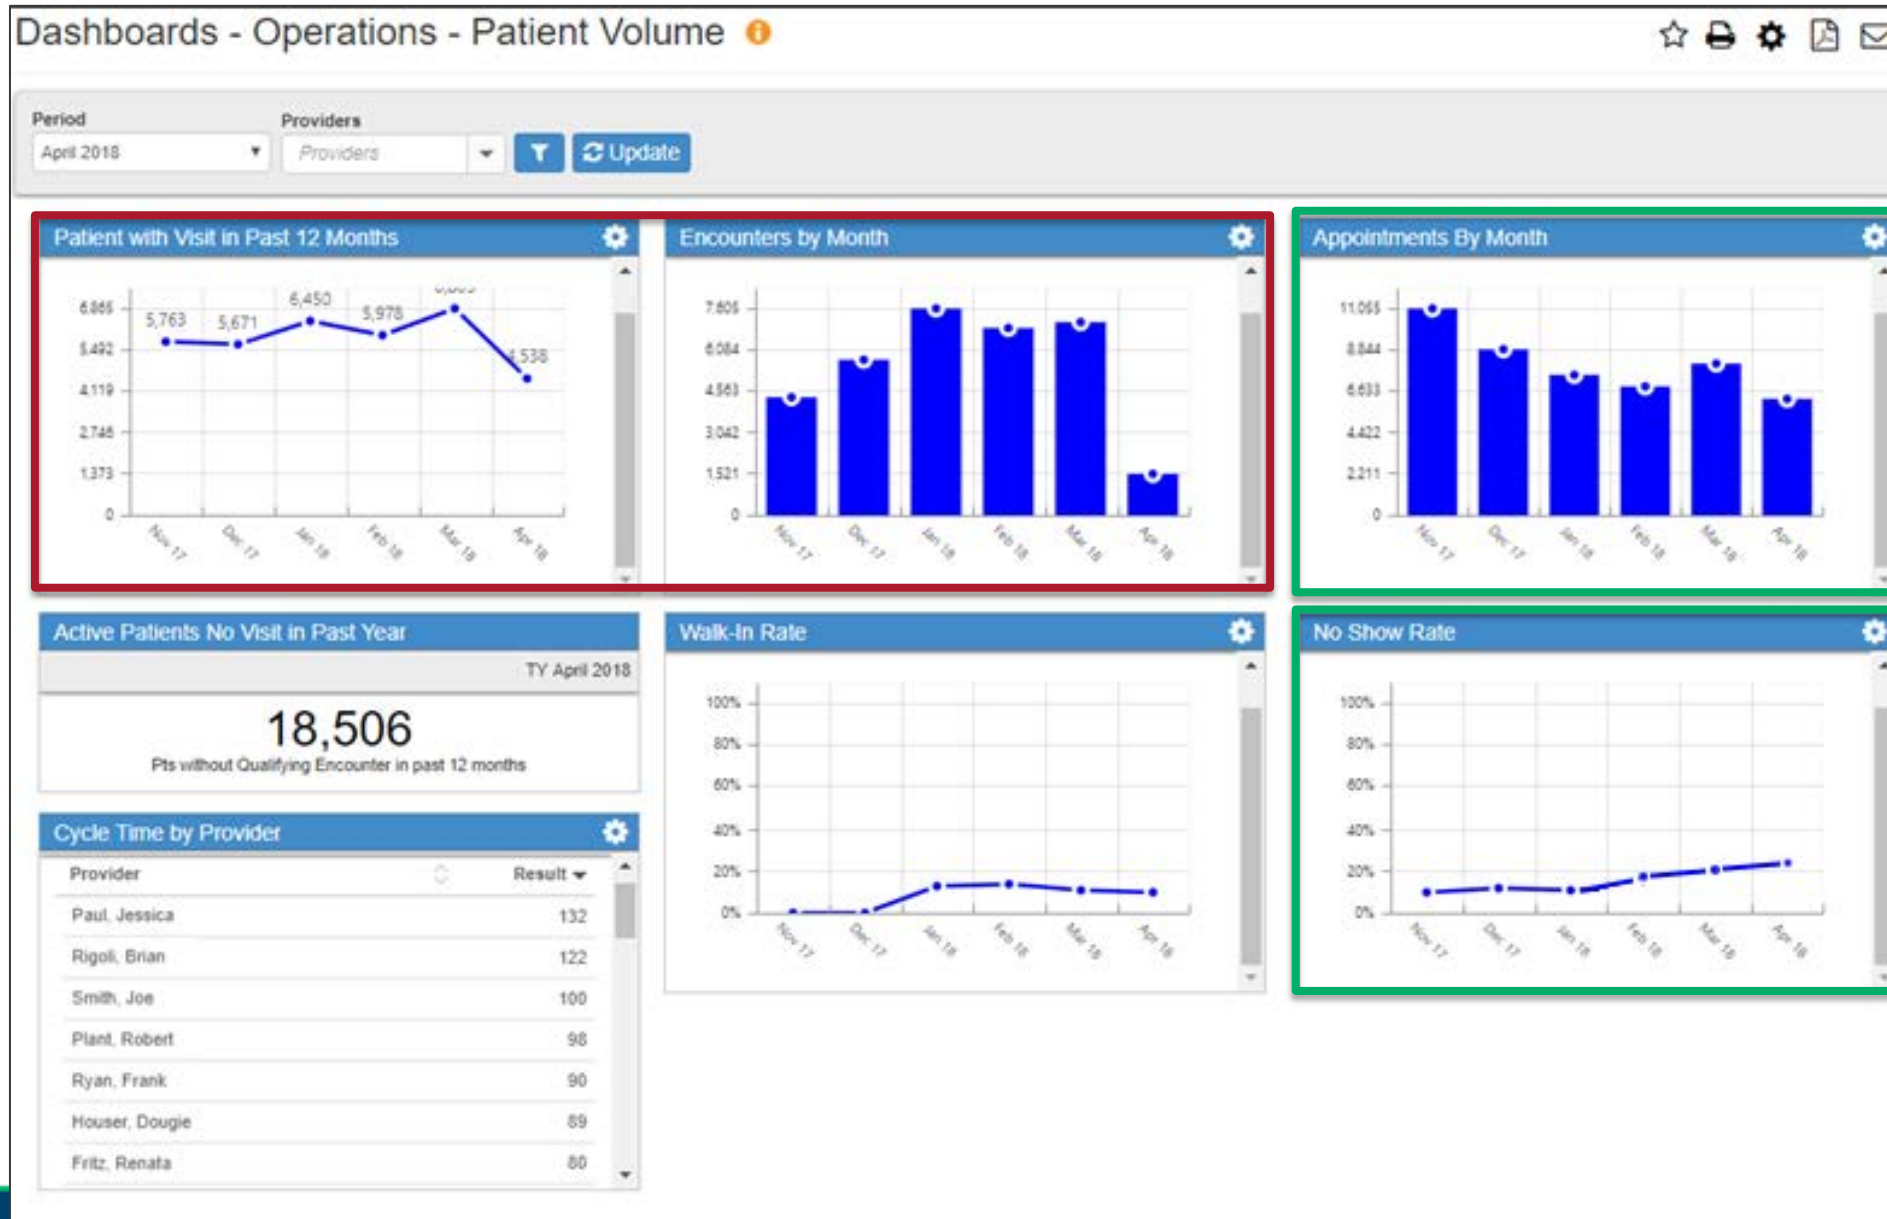 Dashboards - Operations - Patient Volume
Period
Providers
April 2018
Providers
Update
Patient with Visit in Past 12 Months
6.865
5.492
4.119
2.746
1.373
0
5,763
5,671
6,450
5,978
4,538
Nov 17
Dec 17
Jan 18
Feb 18
Mar 18
Apr 18
Encounters by Month
7.605
6.084
4.563
3.042
1.521
0
Nov 17
Dec 17
Jan 18
Feb 18
Mar 18
Apr 18
Appointments By Month
11.055
8.844
6.633
4.422
2.211
0
Nov 17
Dec 17
Jan 18
Feb 18
Mar 18
Apr 18
Active Patients No Visit in Past Year
TY April 2018
18,506
Pts without Qualifying Encounter in past 12 months
Walk-In Rate
100%
80%
60%
40%
20%
0%
Nov 17
Dec 17
Jan 18
Feb 18
Mar 18
Apr 18
No Show Rate
100%
80%
60%
40%
20%
0%
Nov 17
Dec 17
Jan 18
Feb 18
Mar 18
Apr 18
Cycle Time by Provider
Provider Result
Paul, Jessica 132
Rigoli, Brian 122
Smith, Joe 100
Plant, Robert 98
Ryan, Frank 90
Houser, Dougie 89
Fritz, Renata 80